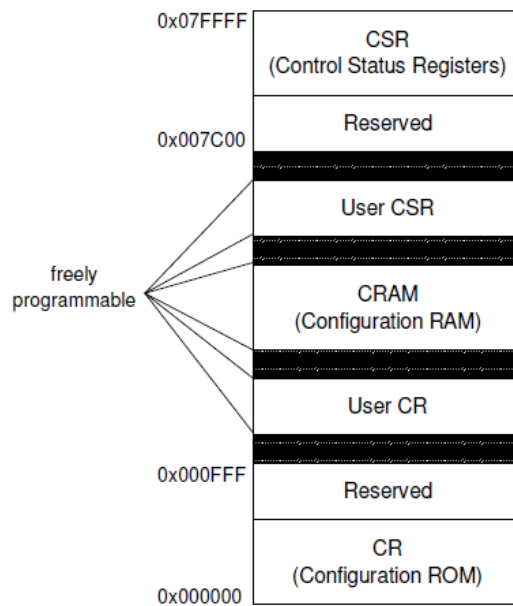 0x07FFFF
CSR
(Control Status Registers)
Reserved
0x007C00
User CSR
freely
programmable
CRAM
(Configuration RAM)
User CR
0x000FFF
Reserved
CR
(Configuration ROM)
0x000000